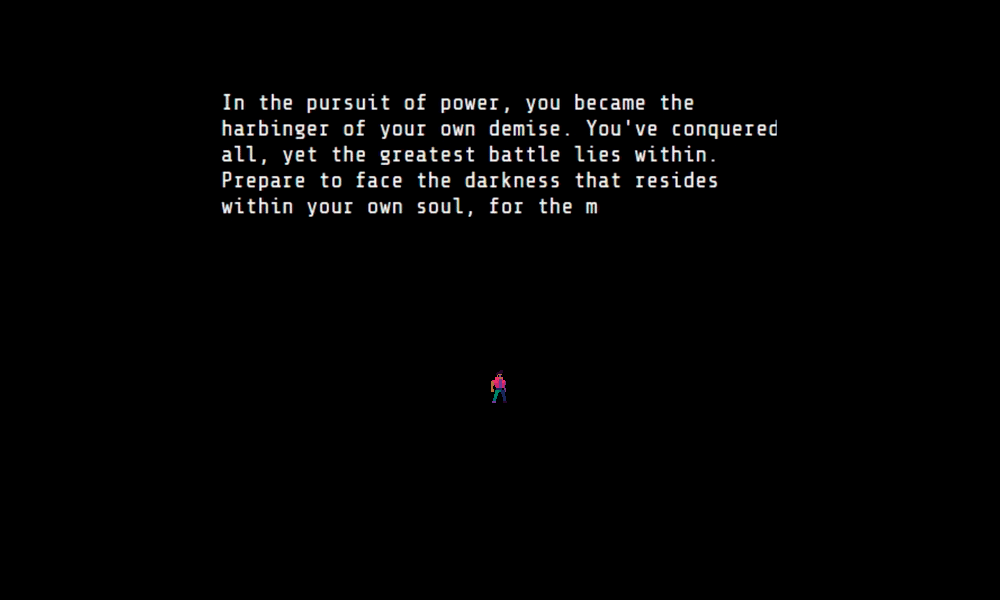 In the pursuit of power, you became the
harbinger of your own demise. You've conquered
all, yet the greatest battle lies within.
Prepare to face the darkness that resides
within your own soul, for the m